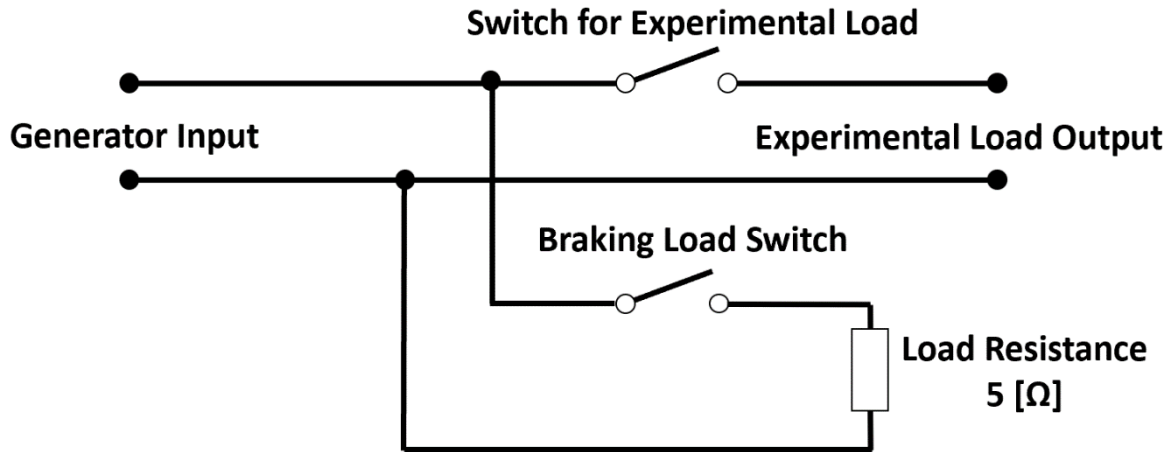 Switch for Experimental Load
Generator Input
Experimental Load Output
Braking Load Switch
Load Resistance
5 [Ω]